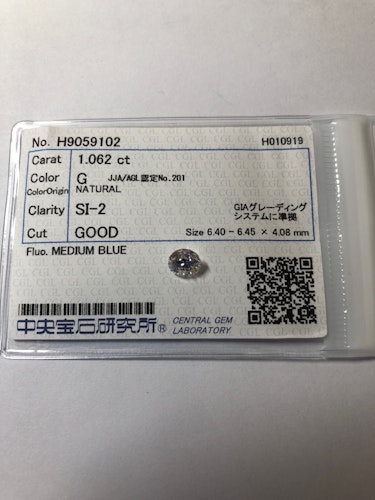 No. H9059102 H010919
Carat 1.062 ct
Color G JJA/AGL認定No.201
ColorOrigin NATURAL
Clarity SI-2 GIAグレーディング
システムに準拠
Cut GOOD Size 6.40 - 6.45 × 4.08 mm
Fluo. MEDIUM BLUE
中央宝石研究所® CENTRAL GEM
LABORATORY